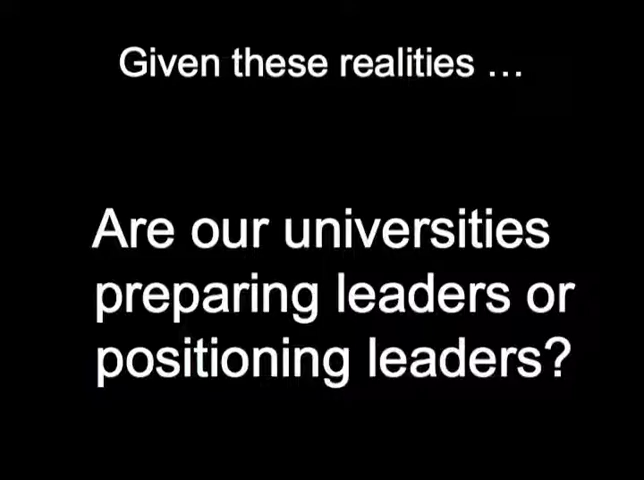 Given these realities …
Are our universities
preparing leaders or
positioning leaders?